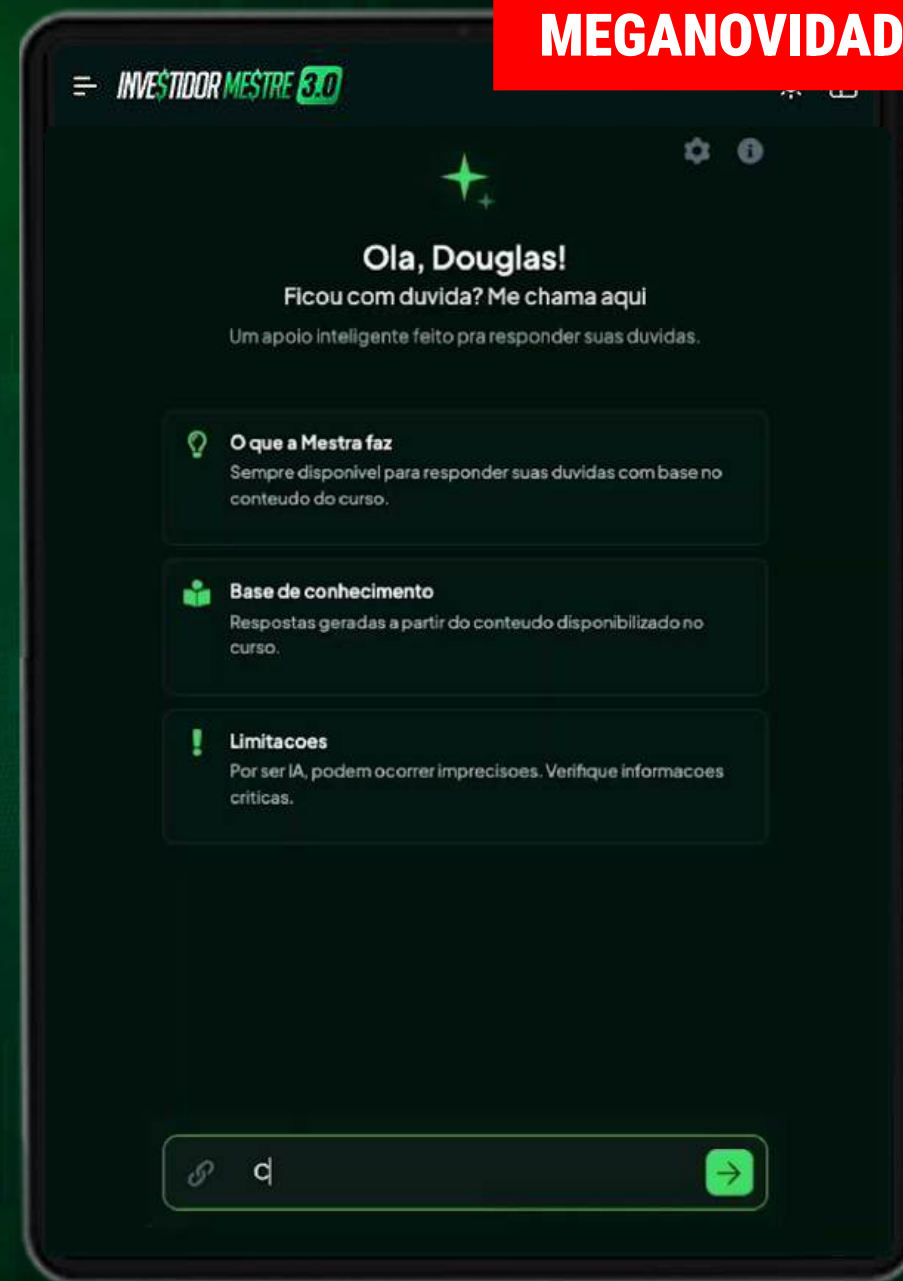 MEGANOVIDAD
INVE$TIDOR ME$TRE 3.0
Ola, Douglas!
Ficou com duvida? Me chama aqui
Um apoio inteligente feito pra responder suas duvidas.
O que a Mestra faz
Sempre disponivel para responder suas duvidas com base no
conteudo do curso.
Base de conhecimento
Respostas geradas a partir do conteudo disponibilizado no
curso.
Limitacoes
Por ser IA, podem ocorrer imprecisoes. Verifique informacoes
criticas.
c